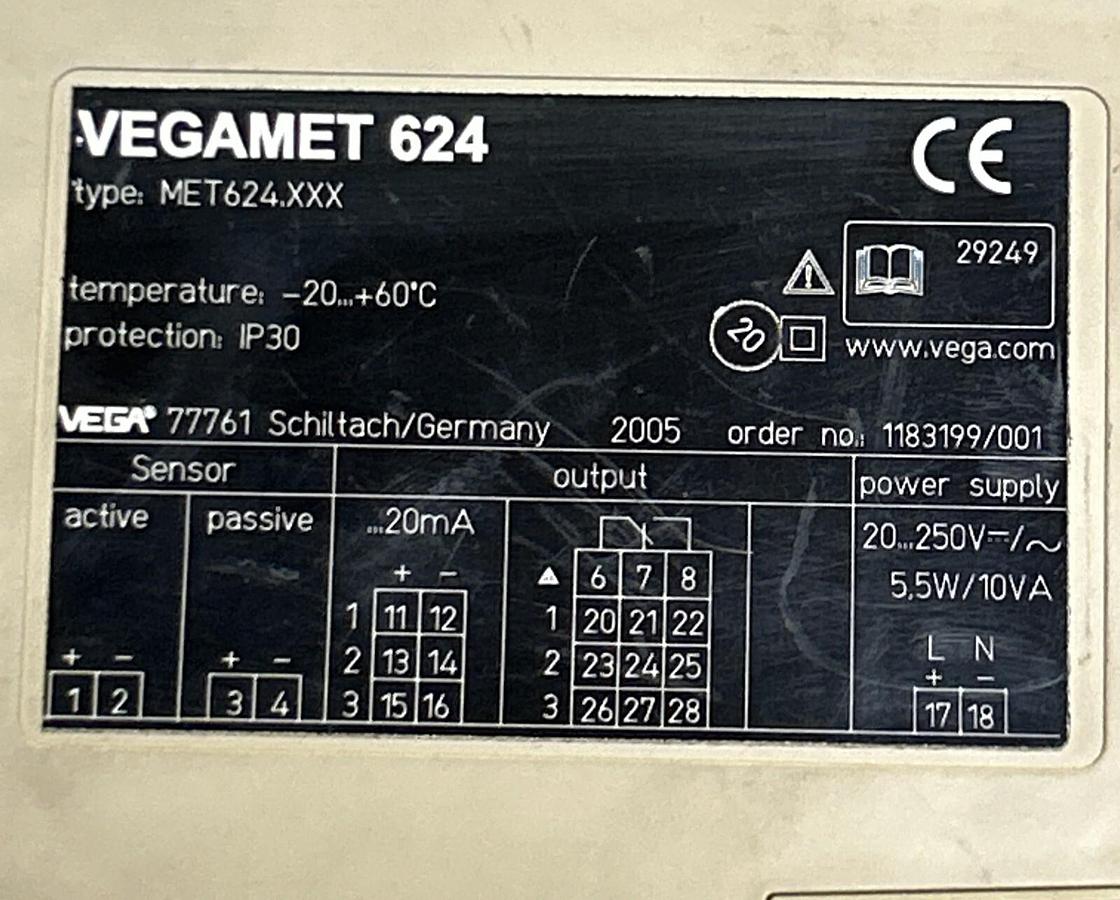 VEGAMET 624
CE
type: MET624.XXX
29249
temperature: -20...+60°C
protection: IP30
20
www.vega.com
VEGA® 77761 Schiltach/Germany 2005 order no.: 1183199/001
Sensor output power supply
active passive ...20mA 20...250V⎓/~
5,5W/10VA
+ - 6 7 8
1 11 12 1 20 21 22
L N
+ - + - 2 13 14 2 23 24 25 + -
1 2 3 4 3 15 16 3 26 27 28 17 18